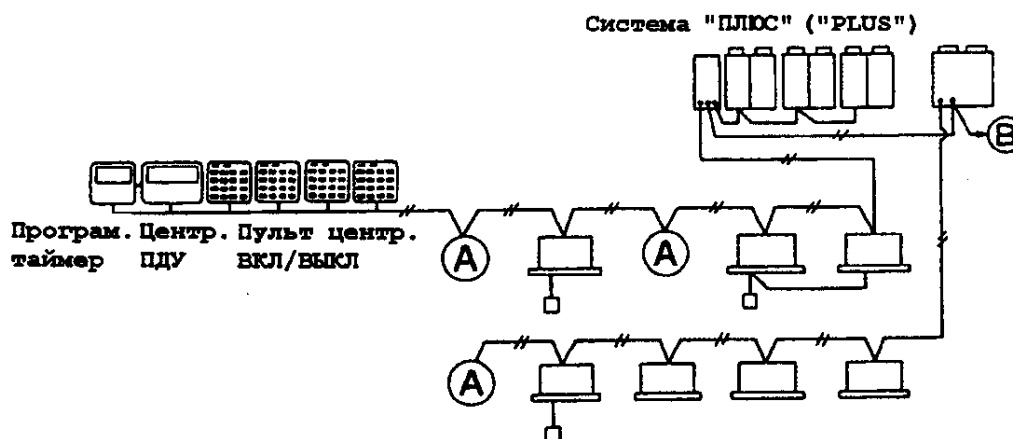 Система "ПЛЮС" ("PLUS")
B
Програм. Центр. Пульт центр.
таймер ПДУ ВКЛ/ВЫКЛ
A
A
A